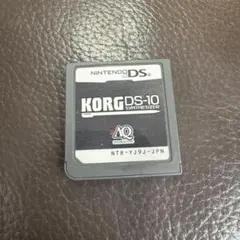 NINTENDO DS
KORG DS-10
SYNTHESIZER
AQ
NTR-YJ9J-JPN